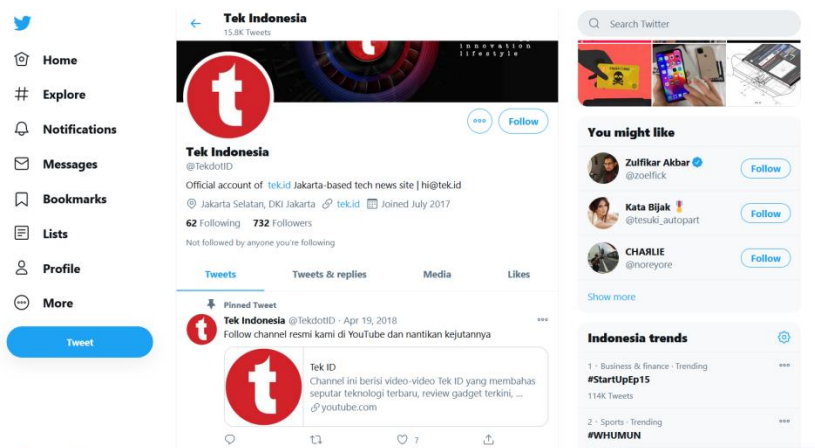 Home
Explore
Notifications
Messages
Bookmarks
Lists
Profile
More
Tweet
Tek Indonesia
15.8K Tweets
innovation
lifestyle
t
Follow
Tek Indonesia
@TekdotID
Official account of tek.id Jakarta-based tech news site | hi@tek.id
Jakarta Selatan, DKI Jakarta tek.id Joined July 2017
62 Following 732 Followers
Not followed by anyone you're following
Tweets Tweets & replies Media Likes
Pinned Tweet
Tek Indonesia @TekdotID · Apr 19, 2018
Follow channel resmi kami di YouTube dan nantikan kejutannya
t
t
Tek ID
Channel ini berisi video-video Tek ID yang membahas
seputar teknologi terbaru, review gadget terkini, ...
youtube.com
7
Search Twitter
You might like
Zulfikar Akbar
@zoelfick
Follow
Kata Bijak
@tesuki_autopart
Follow
CHAЯLIE
@noreyore
Follow
Show more
Indonesia trends
1 · Business & finance · Trending
#StartUpEp15
114K Tweets
2 · Sports · Trending
#WHUMUN